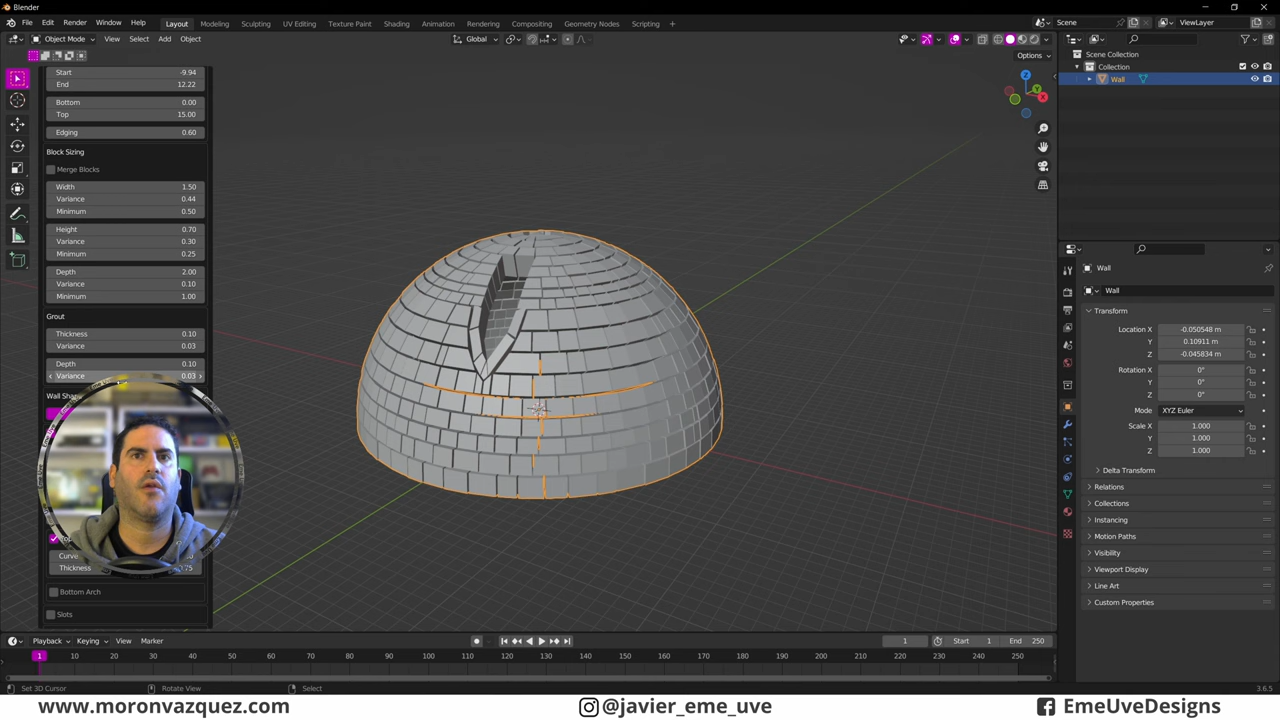 Blender
File Edit Render Window Help Layout Modeling Sculpting UV Editing Texture Paint Shading Animation Rendering Compositing Geometry Nodes Scripting + Scene ViewLayer
Object Mode View Select Add Object Global
Options
Start -9.94
End 12.22
Bottom 0.00
Top 15.00
Edging 0.60
Block Sizing
Merge Blocks
Width 1.50
Variance 0.44
Minimum 0.50
Height 0.70
Variance 0.30
Minimum 0.25
Depth 2.00
Variance 0.10
Minimum 1.00
Grout
Thickness 0.10
Variance 0.03
Depth 0.10
Variance 0.03
Curve
Thickness
Bottom Arch
Slots
Z
Y
X
Scene Collection
Collection
Wall
Wall
Wall
Transform
Location X -0.050548 m
Y 0.10911 m
Z -0.045834 m
Rotation X 0°
Y 0°
Z 0°
Mode XYZ Euler
Scale X 1.000
Y 1.000
Z 1.000
Delta Transform
Relations
Collections
Instancing
Motion Paths
Visibility
Viewport Display
Line Art
Custom Properties
Playback Keying View Marker 1 Start 1 End 250
1 10 20 30 40 50 60 70 80 90 100 110 120 130 140 150 160 170 180 190 200 210 220 230 240 250
Set 3D Cursor Rotate View Select 3.6.5
www.moronvazquez.com @javier_eme_uve EmeUveDesigns